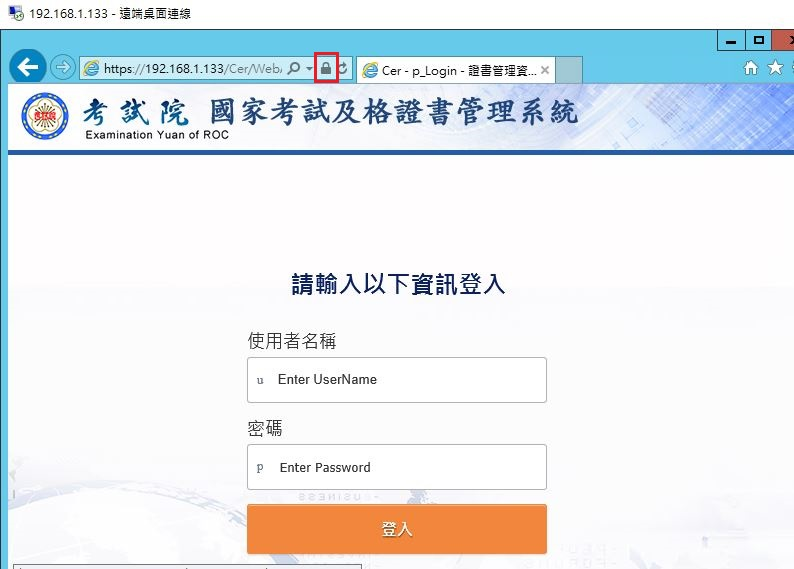 192.168.1.133 - 遠端桌面連線
https://192.168.1.133/Cer/Web/
Cer - p_Login - 證書管理資...
考試院 國家考試及格證書管理系統
Examination Yuan of ROC
請輸入以下資訊登入
使用者名稱
u Enter UserName
密碼
p Enter Password
登入